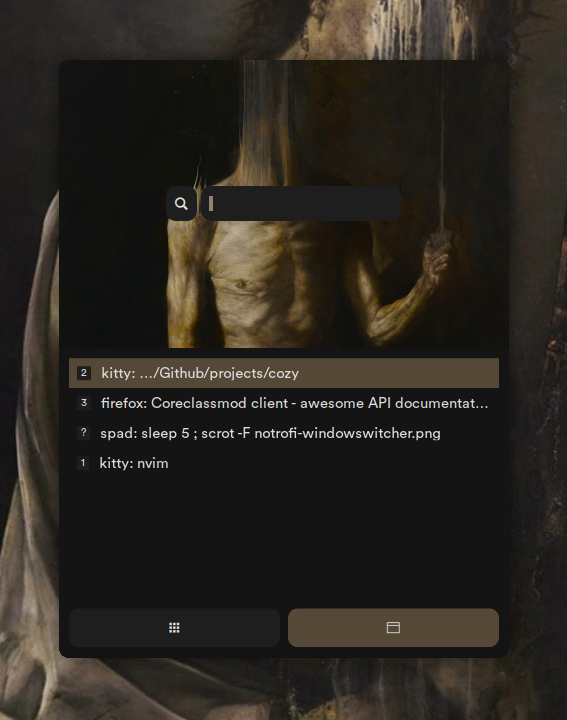 2 kitty: …/Github/projects/cozy
3 firefox: Coreclassmod client - awesome API documentat…
? spad: sleep 5 ; scrot -F notrofi-windowswitcher.png
1 kitty: nvim